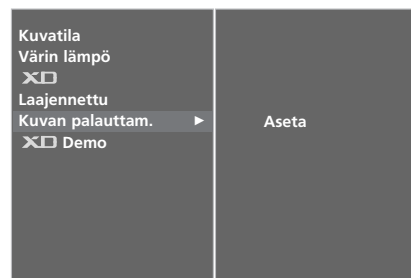 Kuvatila
Värin lämpö
XD
Laajennettu
Kuvan palauttam. ►
Aseta
XD Demo